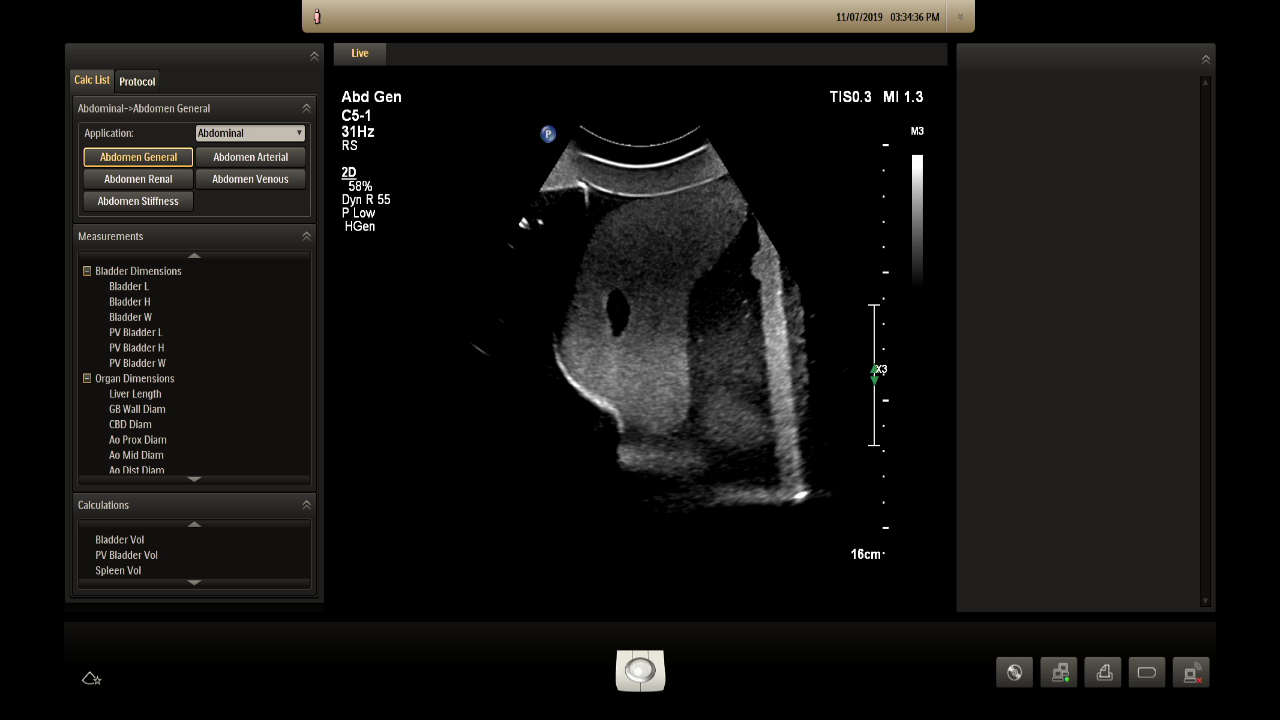 11/07/2019 03:34:36 PM
Calc List Protocol
Abdominal->Abdomen General
Application: Abdominal
Abdomen General Abdomen Arterial
Abdomen Renal Abdomen Venous
Abdomen Stiffness
Measurements
Bladder Dimensions
Bladder L
Bladder H
Bladder W
PV Bladder L
PV Bladder H
PV Bladder W
Organ Dimensions
Liver Length
GB Wall Diam
CBD Diam
Ao Prox Diam
Ao Mid Diam
Ao Dist Diam
Calculations
Bladder Vol
PV Bladder Vol
Spleen Vol
Live
Abd Gen
C5-1
31Hz
RS
2D
58%
Dyn R 55
P Low
HGen
P
TIS0.3 MI 1.3
M3
X3
16cm